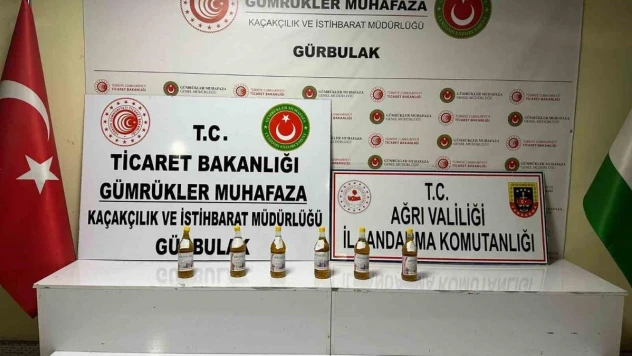 GÜMRÜKLER MUHAFAZA
KAÇAKÇILIK VE İSTİHBARAT MÜDÜRLÜĞÜ
GÜRBULAK
T.C.
TİCARET BAKANLIĞI
GÜMRÜKLER MUHAFAZA
KAÇAKÇILIK VE İSTİHBARAT MÜDÜRLÜĞÜ
GÜRBULAK
T.C.
AĞRI VALİLİĞİ
İL JANDARMA KOMUTANLIĞI